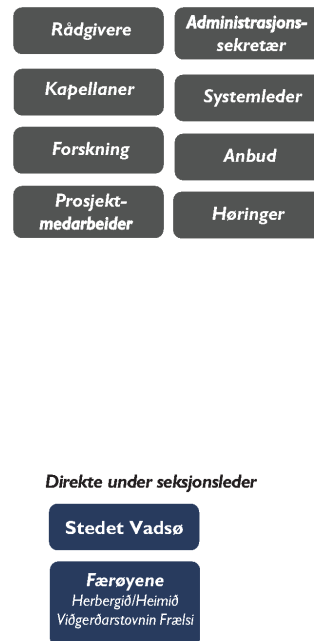 Rådgivere
Administrasjons-
sekretær
Kapellaner
Systemleder
Forskning
Anbud
Prosjekt-
medarbeider
Høringer
Direkte under seksjonsleder
Stedet Vadsø
Færøyene
Herbergið/Heimið
Viðgerðarstovnin Frælsi